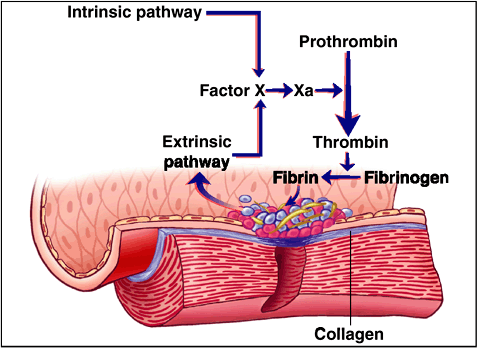 Intrinsic pathway
Prothrombin
Factor X
Xa
Extrinsic
pathway
Thrombin
Fibrin
Fibrinogen
Collagen